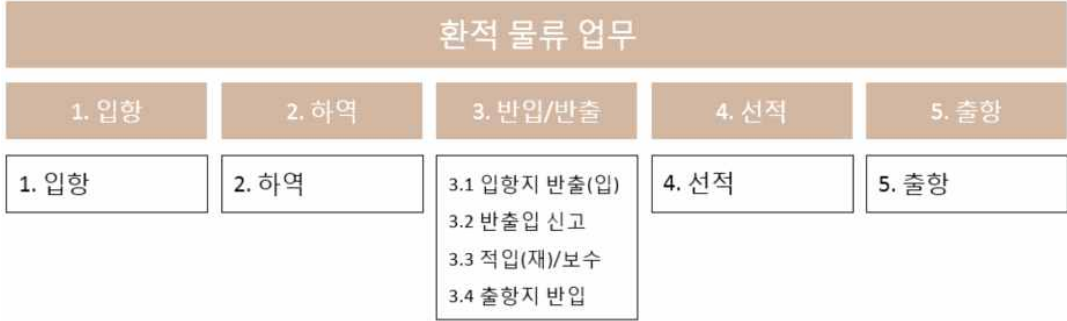 환적 물류 업무
1. 입항
2. 하역
3. 반입/반출
4. 선적
5. 출항
1. 입항
2. 하역
3.1 입항지 반출(입)
3.2 반출입 신고
3.3 적입(재)/보수
3.4 출항지 반입
4. 선적
5. 출항